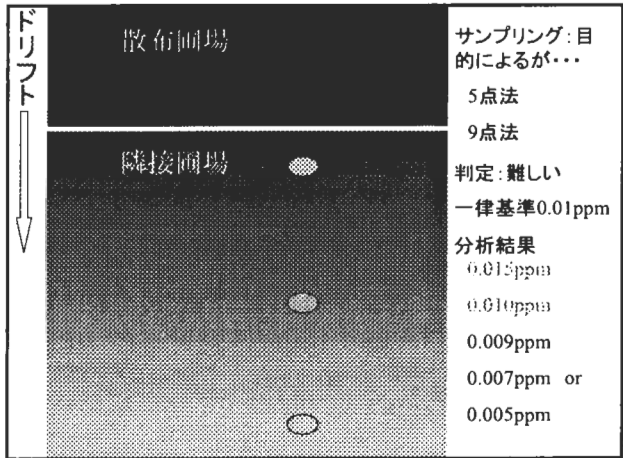 ドリフト
散布圃場
隣接圃場
サンプリング:目
的によるが・・・
5点法
9点法
判定:難しい
一律基準0.01ppm
分析結果
0.015ppm
0.010ppm
0.009ppm
0.007ppm or
0.005ppm